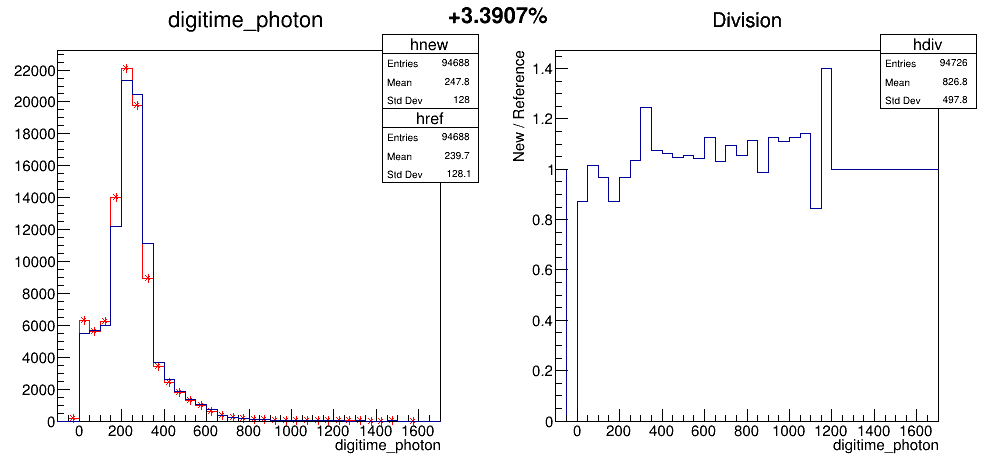 +3.3907%
digitime_photon
hnew
Entries 94688
Mean 247.8
Std Dev 128
href
Entries 94688
Mean 239.7
Std Dev 128.1
22000
20000
18000
16000
14000
12000
10000
8000
6000
4000
2000
0
0 200 400 600 800 1000 1200 1400 1600
digitime_photon
Division
hdiv
Entries 94726
Mean 826.8
Std Dev 497.8
New / Reference
1.4
1.2
1
0.8
0.6
0.4
0.2
0
0 200 400 600 800 1000 1200 1400 1600
digitime_photon